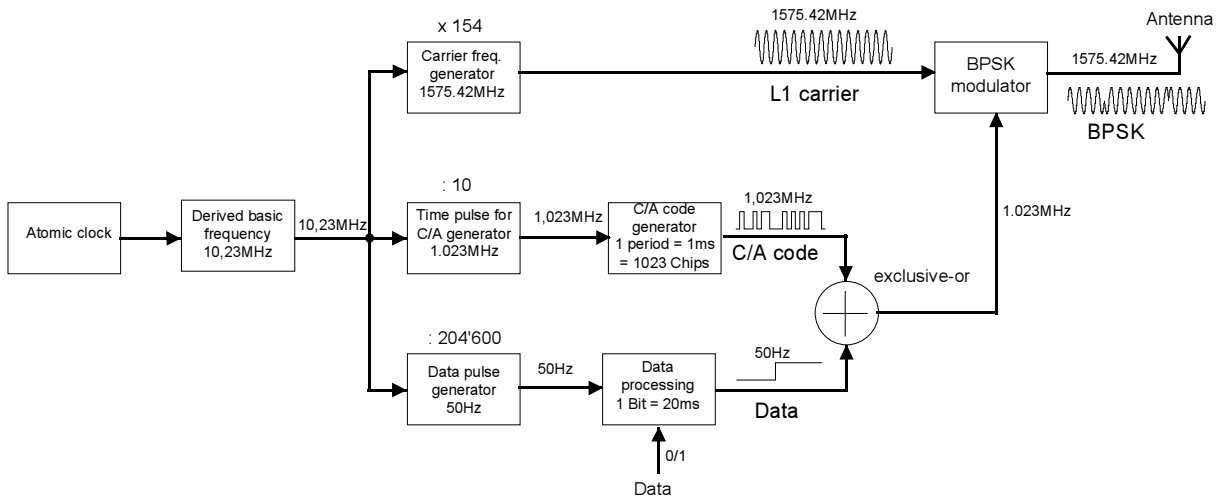 x 154
Carrier freq.
generator
1575.42MHz
1575.42MHz
L1 carrier
BPSK
modulator
1575.42MHz
Antenna
BPSK
Atomic clock
Derived basic
frequency
10,23MHz
10,23MHz
: 10
Time pulse for
C/A generator
1.023MHz
1,023MHz
C/A code
generator
1 period = 1ms
= 1023 Chips
1,023MHz
C/A code
1.023MHz
exclusive-or
: 204'600
Data pulse
generator
50Hz
50Hz
Data
processing
1 Bit = 20ms
50Hz
Data
0/1
Data